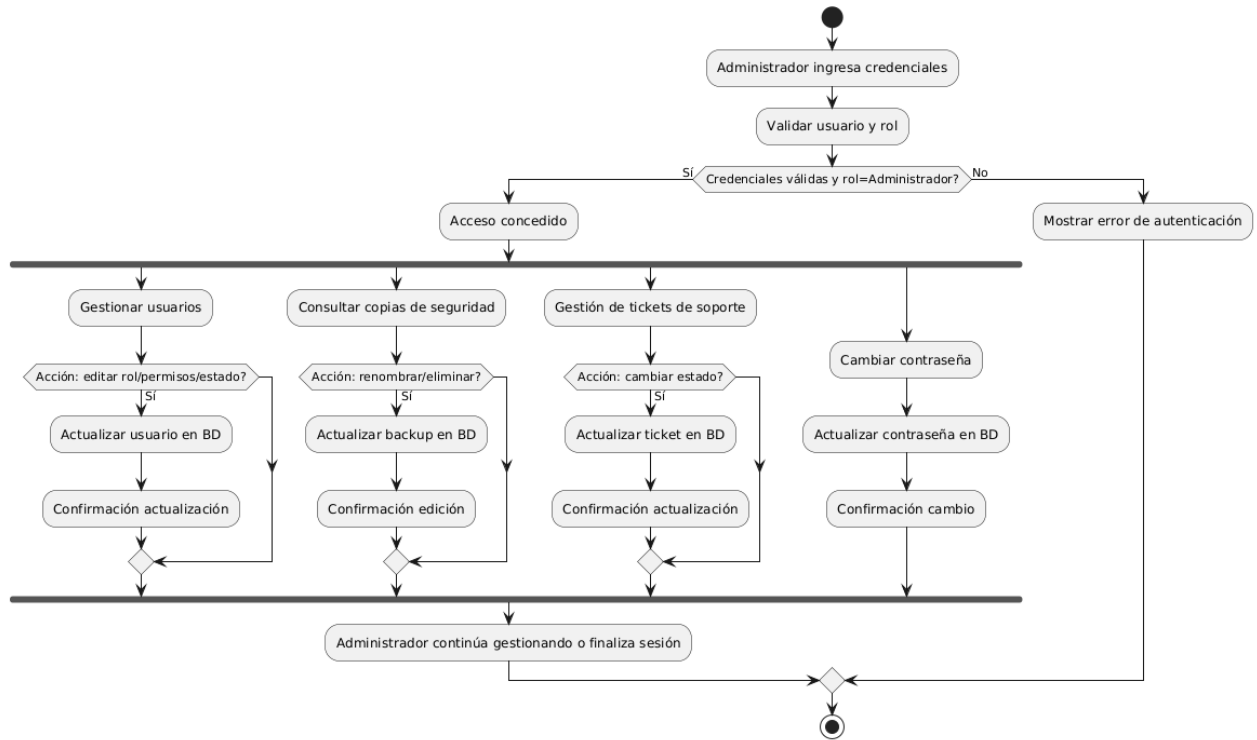 Administrador ingresa credenciales
Validar usuario y rol
Sí
Credenciales válidas y rol=Administrador?
No
Acceso concedido
Mostrar error de autenticación
Gestionar usuarios
Acción: editar rol/permisos/estado?
Sí
Actualizar usuario en BD
Confirmación actualización
Consultar copias de seguridad
Acción: renombrar/eliminar?
Sí
Actualizar backup en BD
Confirmación edición
Gestión de tickets de soporte
Acción: cambiar estado?
Sí
Actualizar ticket en BD
Confirmación actualización
Cambiar contraseña
Actualizar contraseña en BD
Confirmación cambio
Administrador continúa gestionando o finaliza sesión